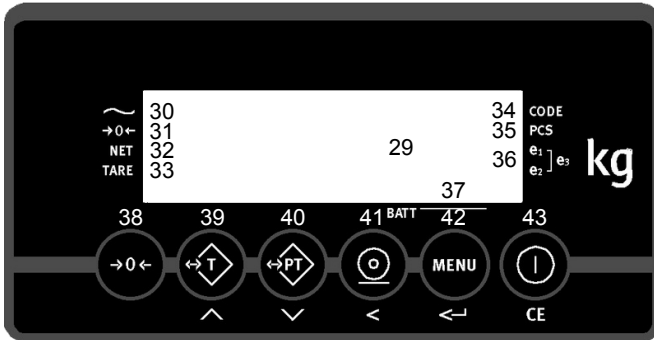 30 34 CODE
→0← 31 35 PCS
NET 32 29 36 e₁ e₃ kg
TARE 33 e₂
37
38 39 40 41 BATT 42 43
→0← ↔T ↔PT MENU
< CE